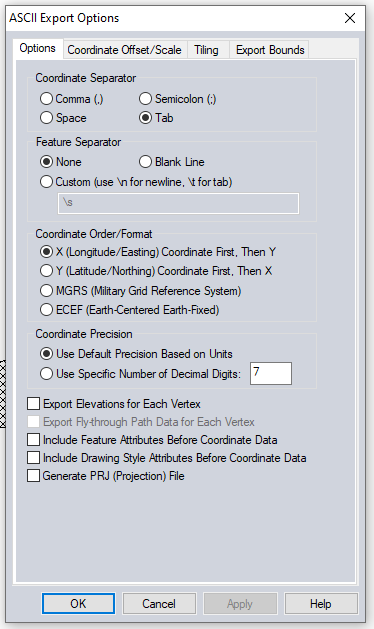 ASCII Export Options
Options Coordinate Offset/Scale Tiling Export Bounds
Coordinate Separator
Comma (,) Semicolon (;)
Space Tab
Feature Separator
None Blank Line
Custom (use \n for newline, \t for tab)
\s
Coordinate Order/Format
X (Longitude/Easting) Coordinate First, Then Y
Y (Latitude/Northing) Coordinate First, Then X
MGRS (Military Grid Reference System)
ECEF (Earth-Centered Earth-Fixed)
Coordinate Precision
Use Default Precision Based on Units
Use Specific Number of Decimal Digits: 7
Export Elevations for Each Vertex
Export Fly-through Path Data for Each Vertex
Include Feature Attributes Before Coordinate Data
Include Drawing Style Attributes Before Coordinate Data
Generate PRJ (Projection) File
OK Cancel Apply Help